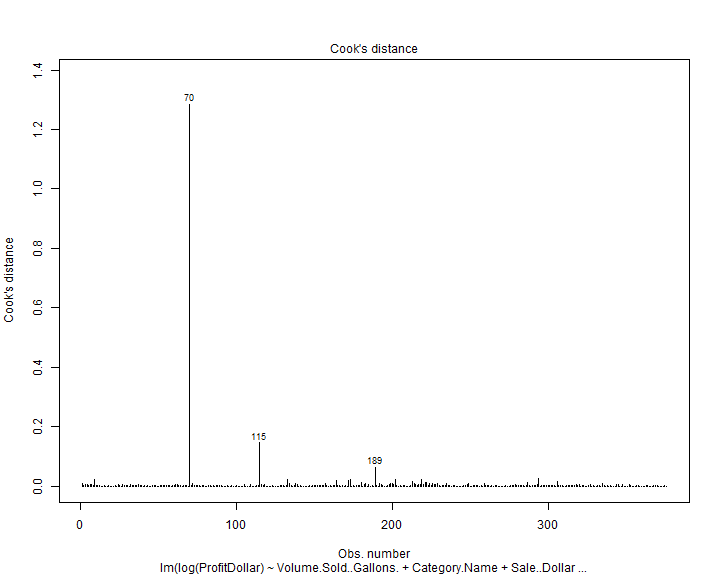 Cook's distance
1.4
1.2
1.0
0.8
0.6
0.4
0.2
0.0
Cook's distance
70
115
189
0 100 200 300
Obs. number
lm(log(ProfitDollar) ~ Volume.Sold..Gallons. + Category.Name + Sale..Dollar ...